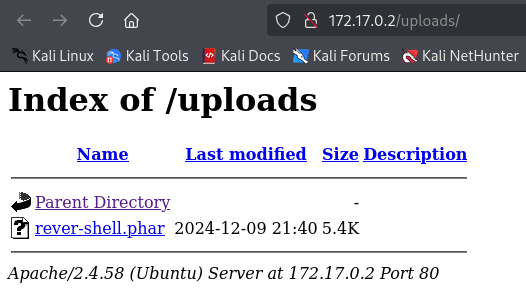 172.17.0.2/uploads/
Kali Linux Kali Tools Kali Docs Kali Forums Kali NetHunter
Index of /uploads
Name Last modified Size Description
Parent Directory -
rever-shell.phar 2024-12-09 21:40 5.4K
Apache/2.4.58 (Ubuntu) Server at 172.17.0.2 Port 80